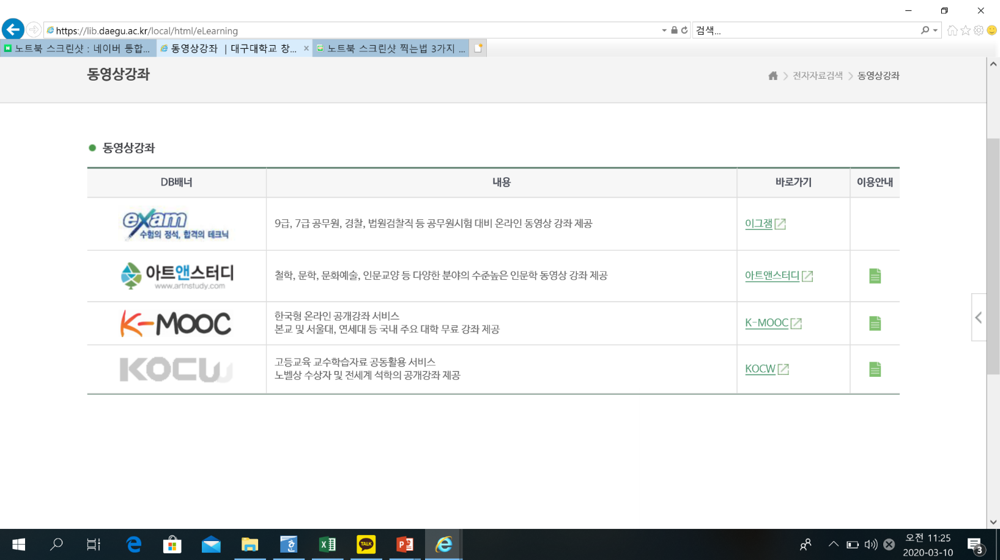 https://lib.daegu.ac.kr/local/html/eLearning
검색...
노트북 스크린샷 : 네이버 통합...
동영상강좌 | 대구대학교 창...
노트북 스크린샷 찍는법 3가지 ...
동영상강좌
전자자료검색
동영상강좌
동영상강좌
DB배너
내용
바로가기
이용안내
exam
수험의 정석, 합격의 테크닉
9급, 7급 공무원, 경찰, 법원검찰직 등 공무원시험 대비 온라인 동영상 강좌 제공
이그잼
아트앤스터디
www.artnstudy.com
철학, 문학, 문화예술, 인문교양 등 다양한 분야의 수준높은 인문학 동영상 강좌 제공
아트앤스터디
K-MOOC
한국형 온라인 공개강좌 서비스
본교 및 서울대, 연세대 등 국내 주요 대학 무료 강좌 제공
K-MOOC
KOCW
고등교육 교수학습자료 공동활용 서비스
노벨상 수상자 및 전세계 석학의 공개강좌 제공
KOCW
TALK
오전 11:25
2020-03-10
3